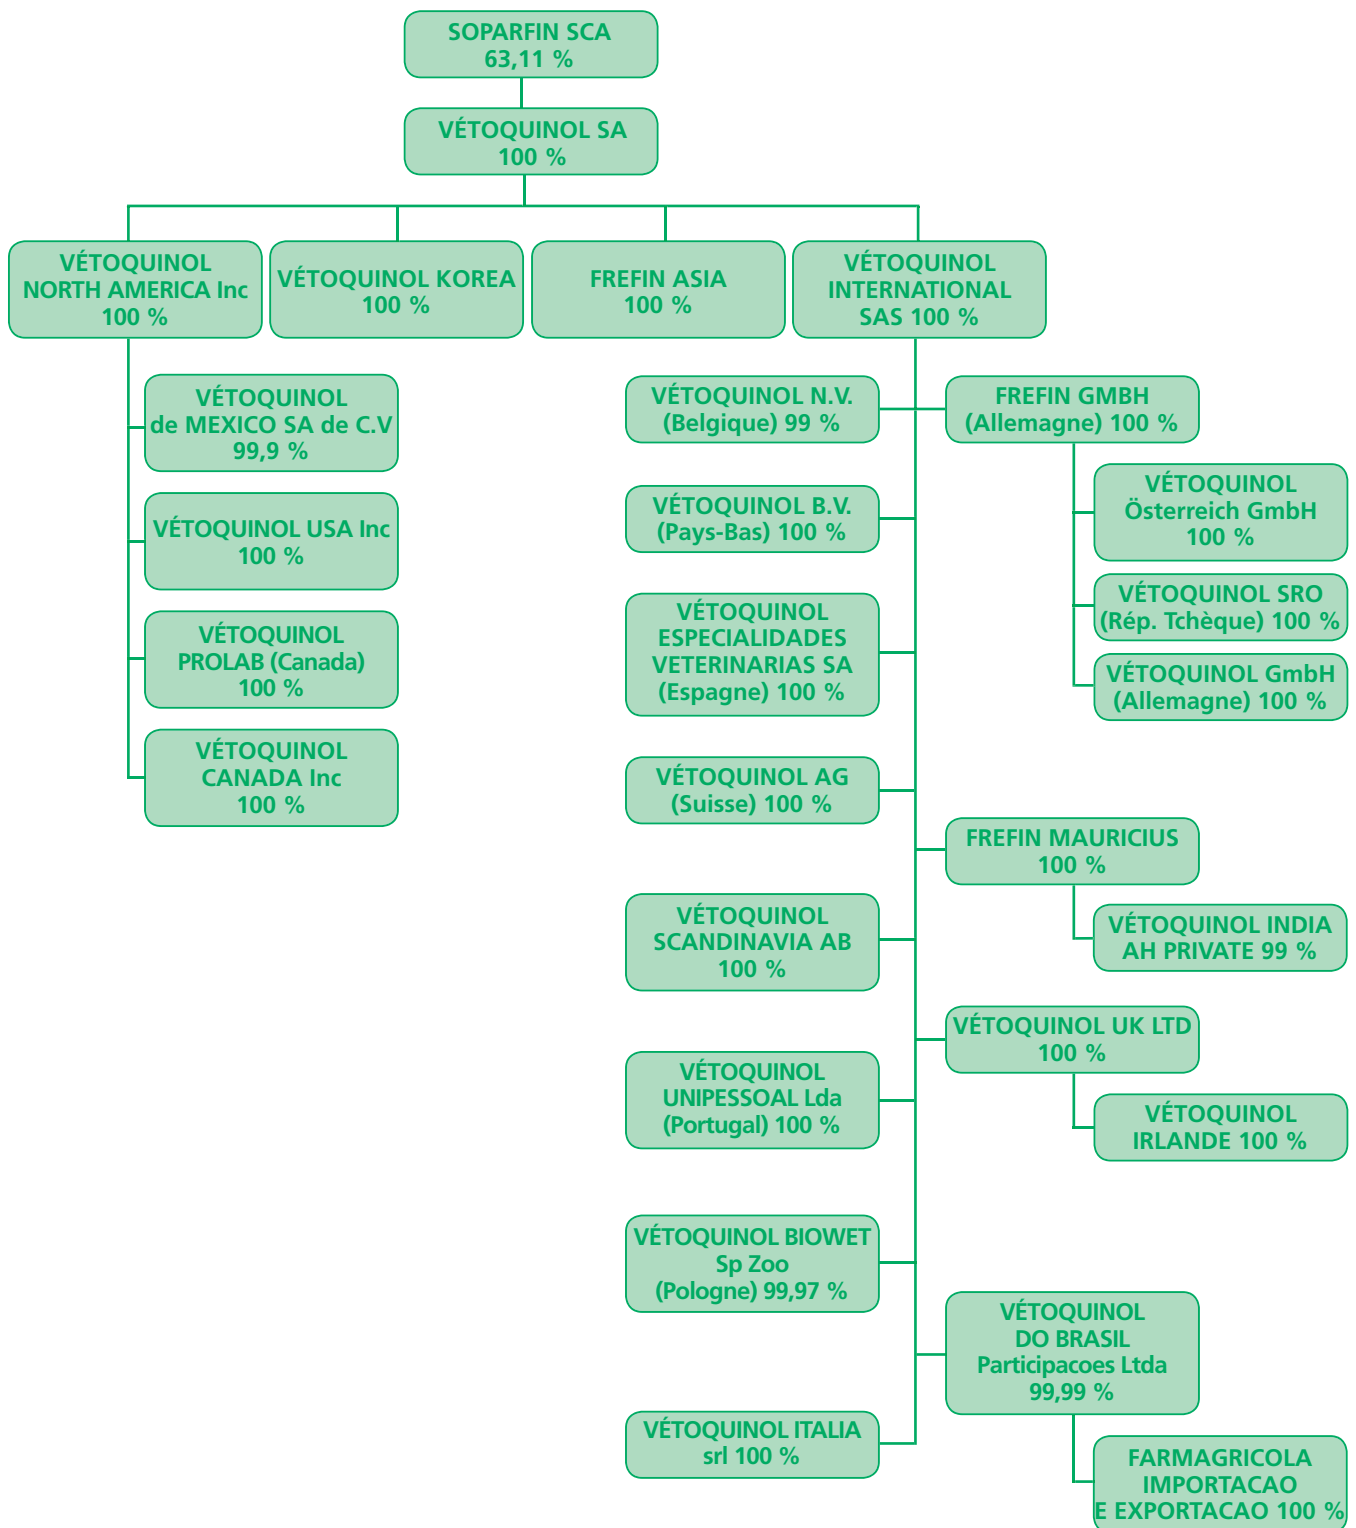 SOPARFIN SCA
63,11 %
VÉTOQUINOL SA
100 %
VÉTOQUINOL
NORTH AMERICA Inc
100 %
VÉTOQUINOL KOREA
100 %
FREFIN ASIA
100 %
VÉTOQUINOL
INTERNATIONAL
SAS 100 %
VÉTOQUINOL
de MEXICO SA de C.V
99,9 %
VÉTOQUINOL USA Inc
100 %
VÉTOQUINOL
PROLAB (Canada)
100 %
VÉTOQUINOL
CANADA Inc
100 %
VÉTOQUINOL N.V.
(Belgique) 99 %
VÉTOQUINOL B.V.
(Pays-Bas) 100 %
VÉTOQUINOL
ESPECIALIDADES
VETERINARIAS SA
(Espagne) 100 %
VÉTOQUINOL AG
(Suisse) 100 %
VÉTOQUINOL
SCANDINAVIA AB
100 %
VÉTOQUINOL
UNIPESSOAL Lda
(Portugal) 100 %
VÉTOQUINOL BIOWET
Sp Zoo
(Pologne) 99,97 %
VÉTOQUINOL ITALIA
srl 100 %
FREFIN GMBH
(Allemagne) 100 %
VÉTOQUINOL
Österreich GmbH
100 %
VÉTOQUINOL SRO
(Rép. Tchèque) 100 %
VÉTOQUINOL GmbH
(Allemagne) 100 %
FREFIN MAURICIUS
100 %
VÉTOQUINOL INDIA
AH PRIVATE 99 %
VÉTOQUINOL UK LTD
100 %
VÉTOQUINOL
IRLANDE 100 %
VÉTOQUINOL
DO BRASIL
Participacoes Ltda
99,99 %
FARMAGRICOLA
IMPORTACAO
E EXPORTACAO 100 %